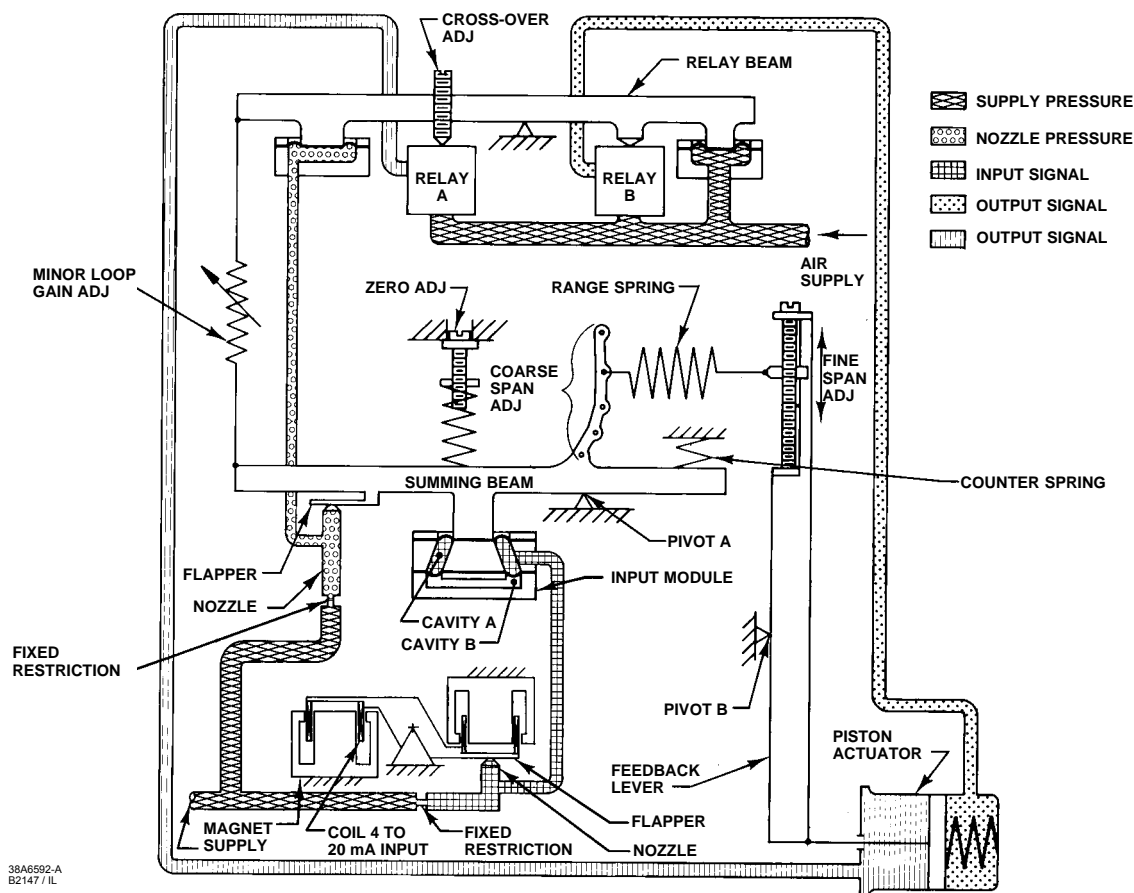 CROSS-OVER
ADJ
RELAY BEAM
SUPPLY PRESSURE
NOZZLE PRESSURE
INPUT SIGNAL
OUTPUT SIGNAL
OUTPUT SIGNAL
RELAY
A
RELAY
B
AIR
SUPPLY
MINOR LOOP
GAIN ADJ
ZERO ADJ
RANGE SPRING
COARSE
SPAN
ADJ
FINE
SPAN
ADJ
SUMMING BEAM
COUNTER SPRING
PIVOT A
FLAPPER
INPUT MODULE
NOZZLE
CAVITY A
CAVITY B
FIXED
RESTRICTION
PIVOT B
PISTON
ACTUATOR
FEEDBACK
LEVER
MAGNET
SUPPLY
COIL 4 TO
20 mA INPUT
FIXED
RESTRICTION
FLAPPER
NOZZLE
38A6592-A
B2147 / IL